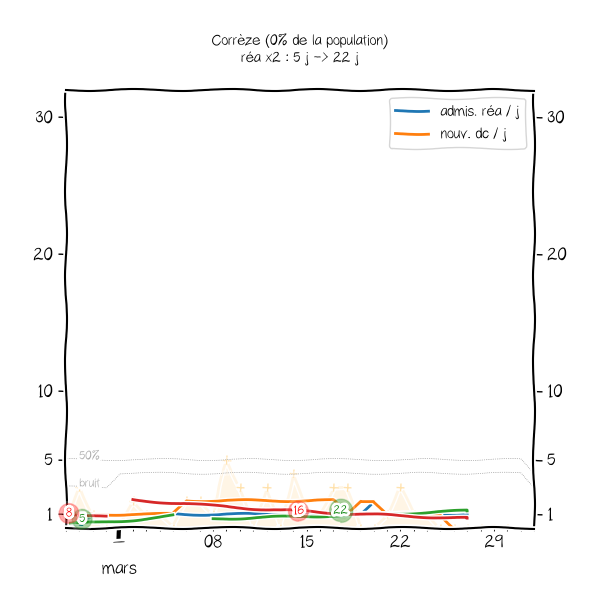 Corrèze (0% de la population)
réa x2 : 5 j -> 22 j
admis. réa / j
nouv. dc / j
30 30
20 20
10 10
5 50% 5
bruit
1 8 5 16 22 1
1 08 15 22 29
mars